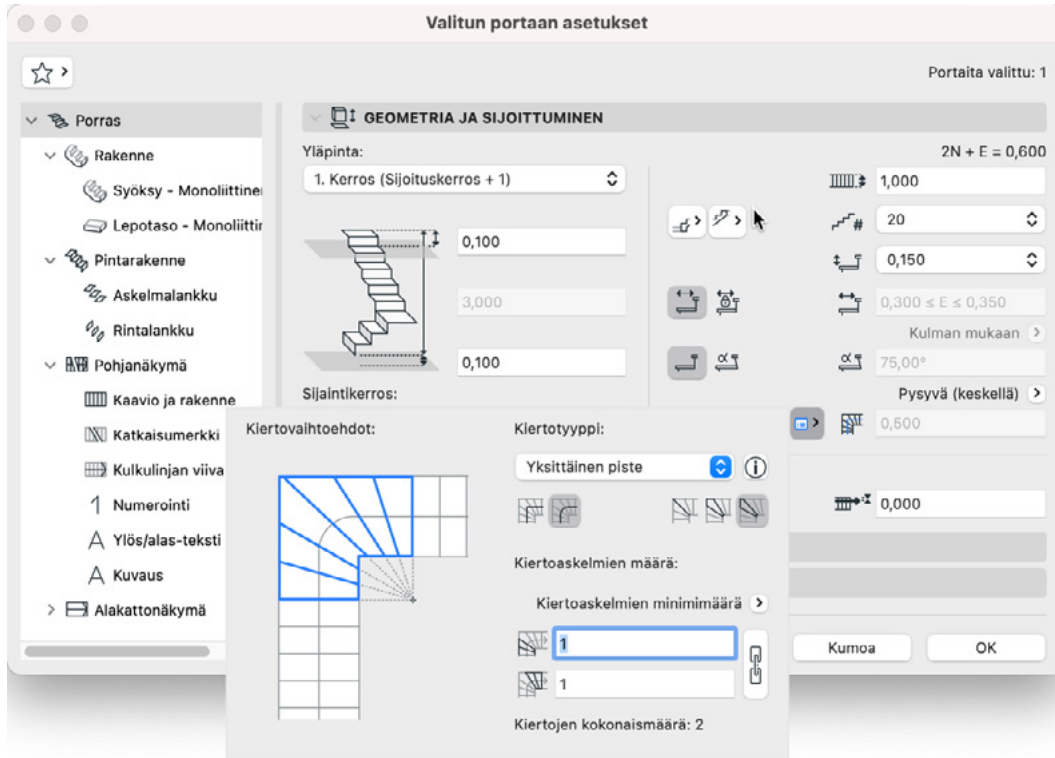 Valitun portaan asetukset
Portaita valittu: 1
Porras
Rakenne
Syöksy - Monoliittine
Lepotaso - Monoliittir
Pintarakenne
Askelmalankku
Rintalankku
Pohjanäkymä
Kaavio ja rakenne
Katkaisumerkki
Kulkulinjan viiva
1 Numerointi
A Ylös/alas-teksti
A Kuvaus
Alakattonäkymä
GEOMETRIA JA SIJOITTUMINEN
Yläpinta:
1. Kerros (Sijoituskerros + 1)
0,100
3,000
0,100
Sijaintikerros:
2N + E = 0,600
1,000
# 20
0,150
0,300 ≤ E ≤ 0,350
Kulman mukaan
α
α 75,00°
Pysyvä (keskellä)
0,500
0,000
Kumoa
OK
Kiertovaihtoehdot:
Kiertotyyppi:
Yksittäinen piste
Kiertoaskelmien määrä:
Kiertoaskelmien minimimäärä
1
1
Kiertojen kokonaismäärä: 2